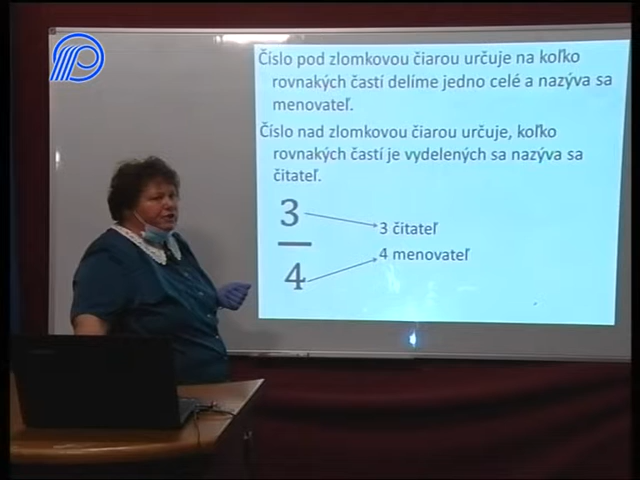 Číslo pod zlomkovou čiarou určuje na koľko
rovnakých častí delíme jedno celé a nazýva sa
menovateľ.
Číslo nad zlomkovou čiarou určuje, koľko
rovnakých častí je vydelených sa nazýva sa
čitateľ.
3
4
3 čitateľ
4 menovateľ